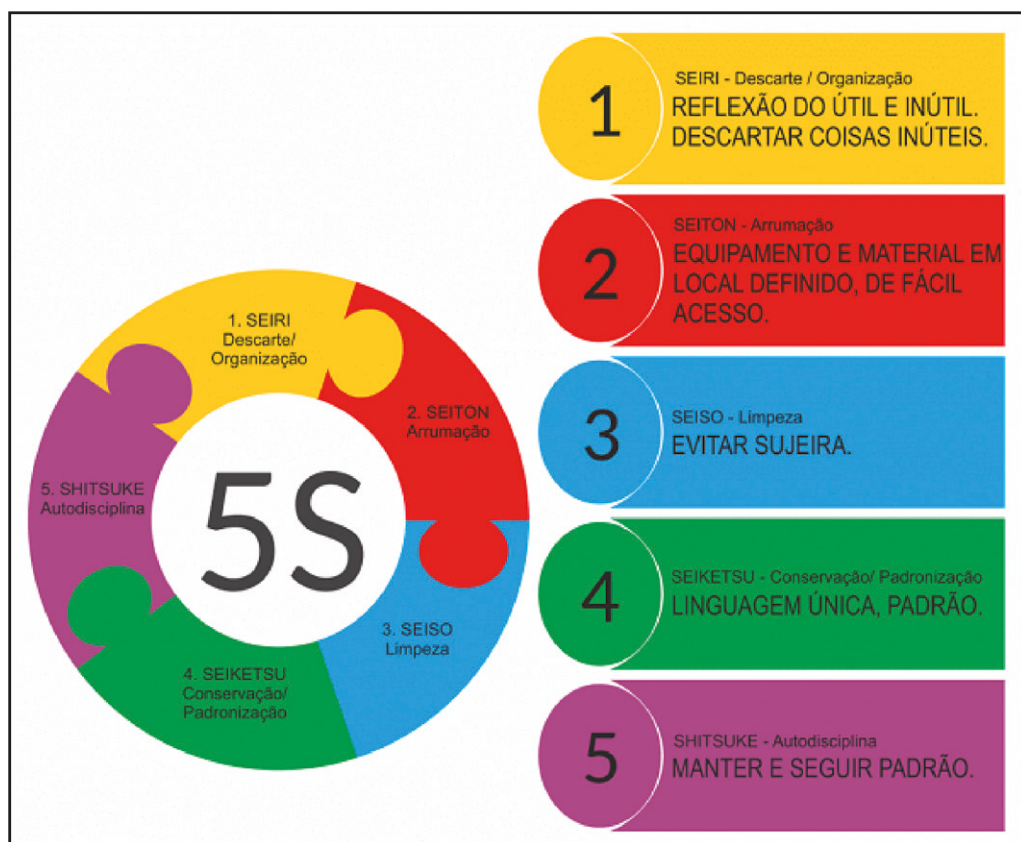 1. SEIRI
Descarte/
Organização
2. SEITON
Arrumação
3. SEISO
Limpeza
4. SEIKETSU
Conservação/
Padronização
5. SHITSUKE
Autodisciplina
5S
1
SEIRI - Descarte / Organização
REFLEXÃO DO ÚTIL E INÚTIL.
DESCARTAR COISAS INÚTEIS.
2
SEITON - Arrumação
EQUIPAMENTO E MATERIAL EM
LOCAL DEFINIDO, DE FÁCIL
ACESSO.
3
SEISO - Limpeza
EVITAR SUJEIRA.
4
SEIKETSU - Conservação/ Padronização
LINGUAGEM ÚNICA, PADRÃO.
5
SHITSUKE - Autodisciplina
MANTER E SEGUIR PADRÃO.